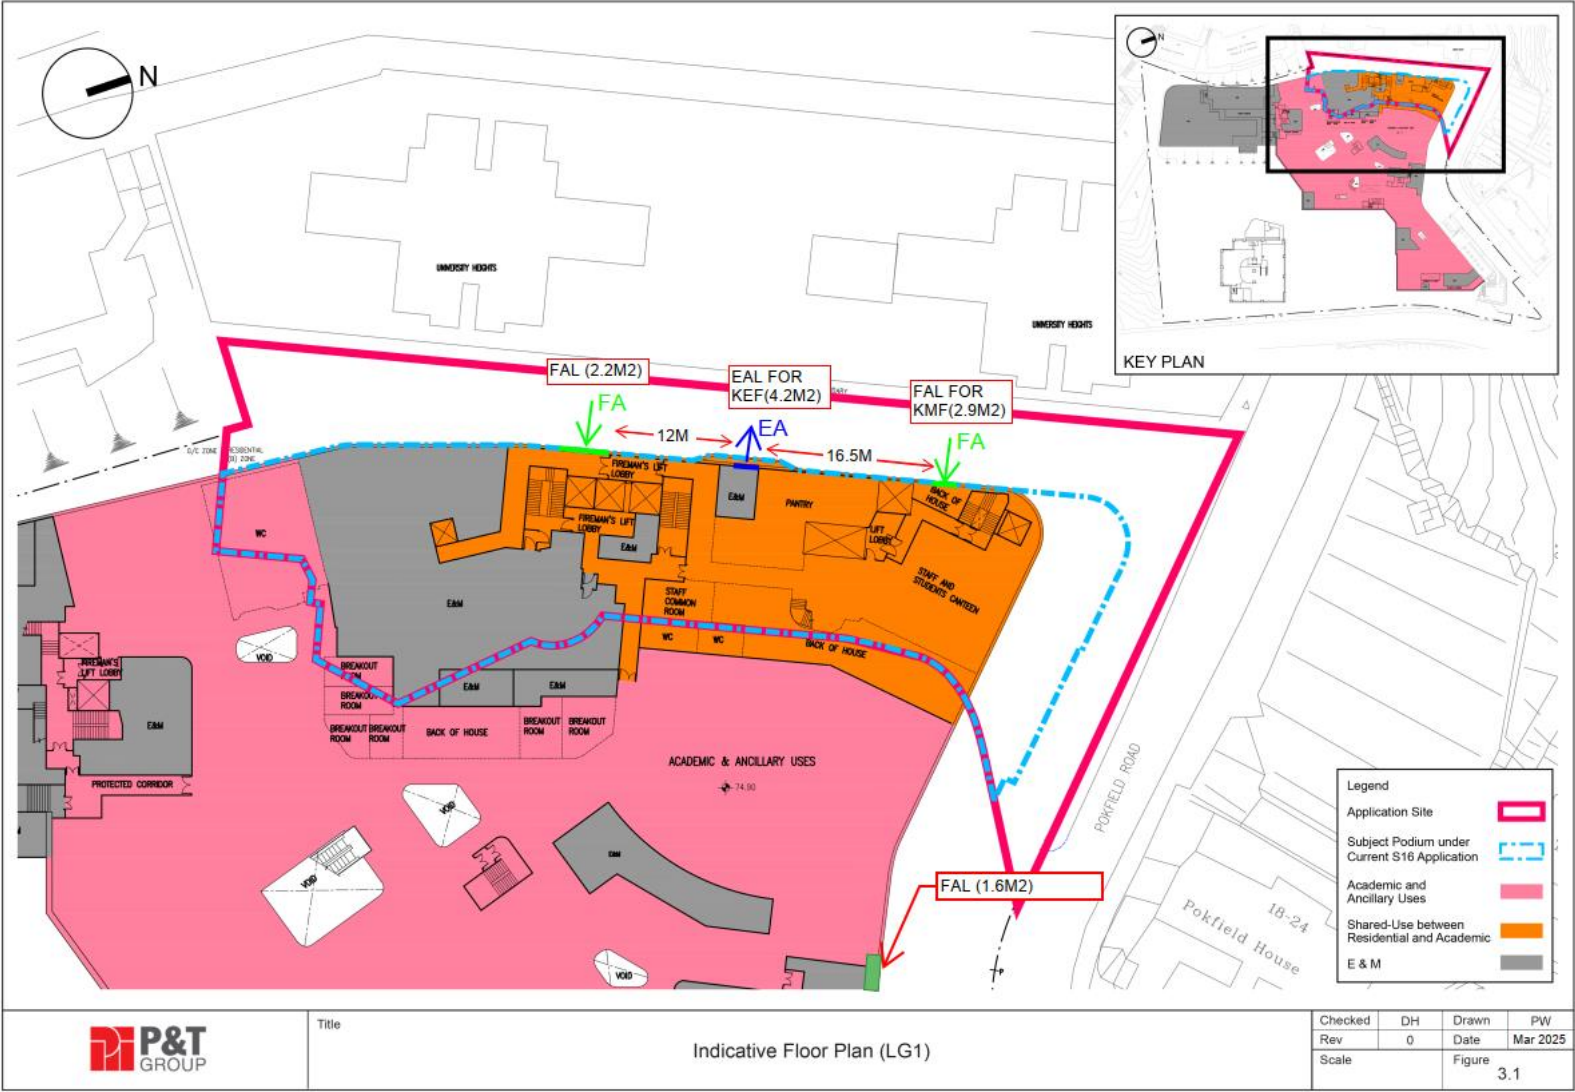 N
N
KEY PLAN
UNIVERSITY HEIGHTS
UNIVERSITY HEIGHTS
FAL (2.2M2)
EAL FOR
KEF(4.2M2)
FAL FOR
KMF(2.9M2)
FA
12M
EA
16.5M
FA
G/C ZONE
RESIDENTIAL
(B) ZONE
FIREMAN'S LIFT
LOBBY
FIREMAN'S LIFT
LOBBY
E&M
E&M
PANTRY
BACK OF
HOUSE
LIFT
LOBBY
STAFF AND
STUDENTS CANTEEN
WC
E&M
STAFF
COMMON
ROOM
WC
WC
BACK OF HOUSE
VOID
FIREMAN'S
LIFT LOBBY
E&M
PROTECTED CORRIDOR
BREAKOUT
ROOM
BREAKOUT
ROOM
BREAKOUT
ROOM
BREAKOUT
ROOM
E&M
E&M
BACK OF HOUSE
BREAKOUT
ROOM
BREAKOUT
ROOM
ACADEMIC & ANCILLARY USES
74.90
VOID
VOID
E&M
VOID
FAL (1.6M2)
POKFIELD ROAD
18-24
Pokfield House
P
Legend
Application Site
Subject Podium under
Current S16 Application
Academic and
Ancillary Uses
Shared-Use between
Residential and Academic
E & M
P&T
GROUP
Title
Indicative Floor Plan (LG1)
Checked DH Drawn PW
Rev 0 Date Mar 2025
Scale Figure
3.1